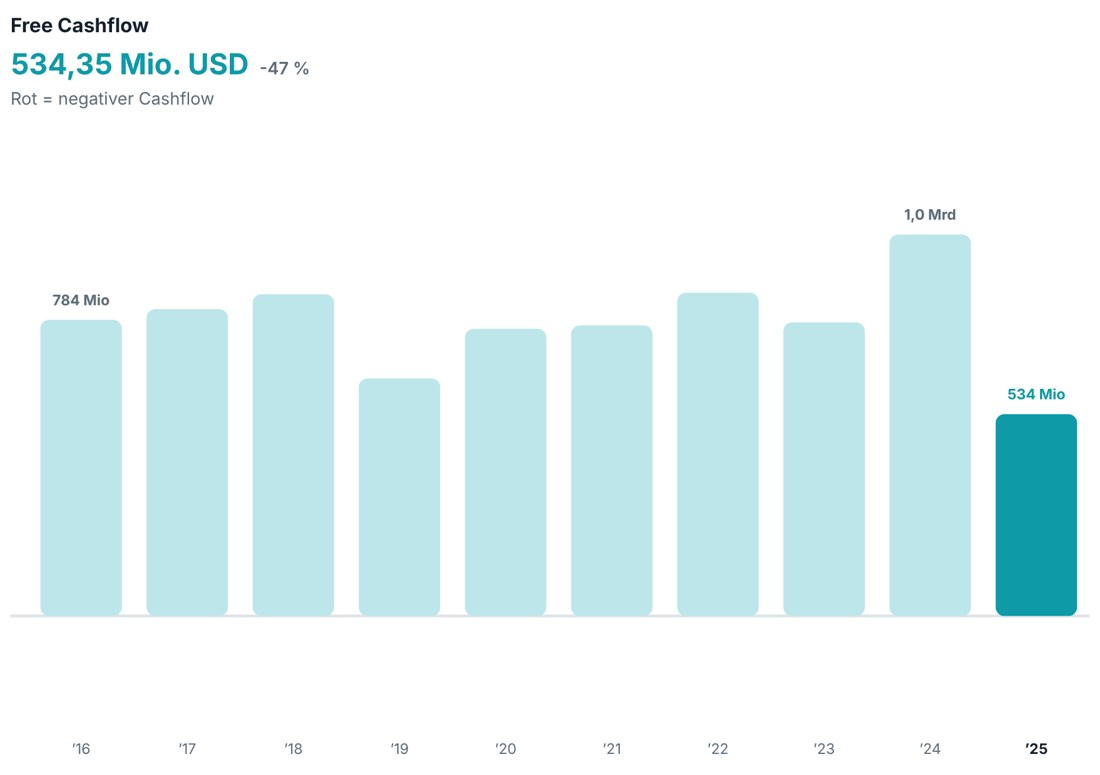 Free Cashflow
534,35 Mio. USD -47 %
Rot = negativer Cashflow
1,0 Mrd
784 Mio
534 Mio
’16 ’17 ’18 ’19 ’20 ’21 ’22 ’23 ’24 ’25